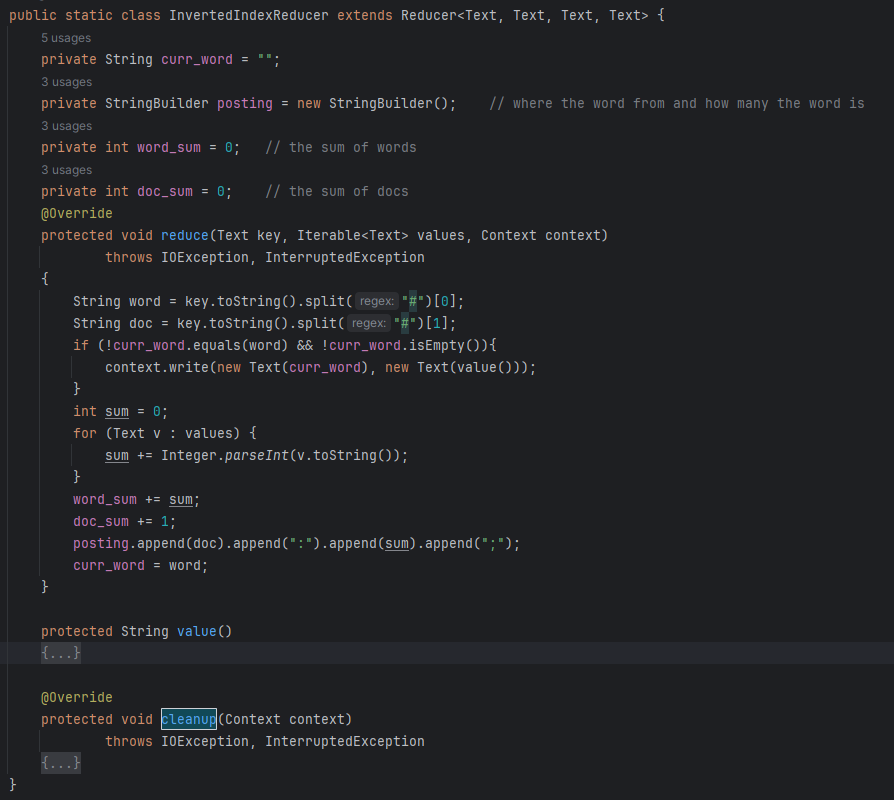 public static class InvertedIndexReducer extends Reducer<Text, Text, Text, Text> {
5 usages
private String curr_word = "";
3 usages
private StringBuilder posting = new StringBuilder();    // where the word from and how many the word is
3 usages
private int word_sum = 0;   // the sum of words
3 usages
private int doc_sum = 0;    // the sum of docs
@Override
protected void reduce(Text key, Iterable<Text> values, Context context)
throws IOException, InterruptedException
{
String word = key.toString().split( regex: "#")[0];
String doc = key.toString().split( regex: "#")[1];
if (!curr_word.equals(word) && !curr_word.isEmpty()){
context.write(new Text(curr_word), new Text(value()));
}
int sum = 0;
for (Text v : values) {
sum += Integer.parseInt(v.toString());
}
word_sum += sum;
doc_sum += 1;
posting.append(doc).append(":").append(sum).append(";");
curr_word = word;
}
protected String value()
{...}
@Override
protected void cleanup(Context context)
throws IOException, InterruptedException
{...}
}